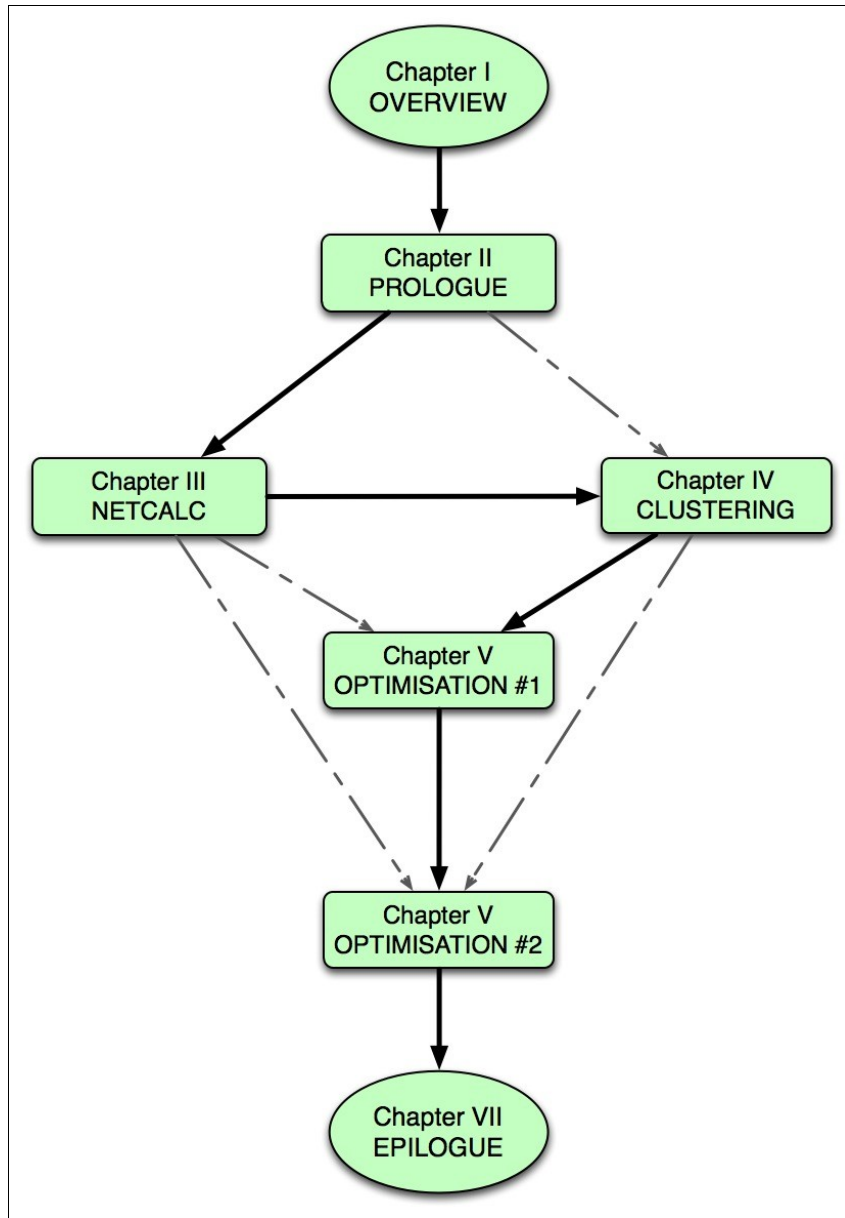 Chapter I
OVERVIEW
Chapter II
PROLOGUE
Chapter III
NETCALC
Chapter IV
CLUSTERING
Chapter V
OPTIMISATION #1
Chapter V
OPTIMISATION #2
Chapter VII
EPILOGUE